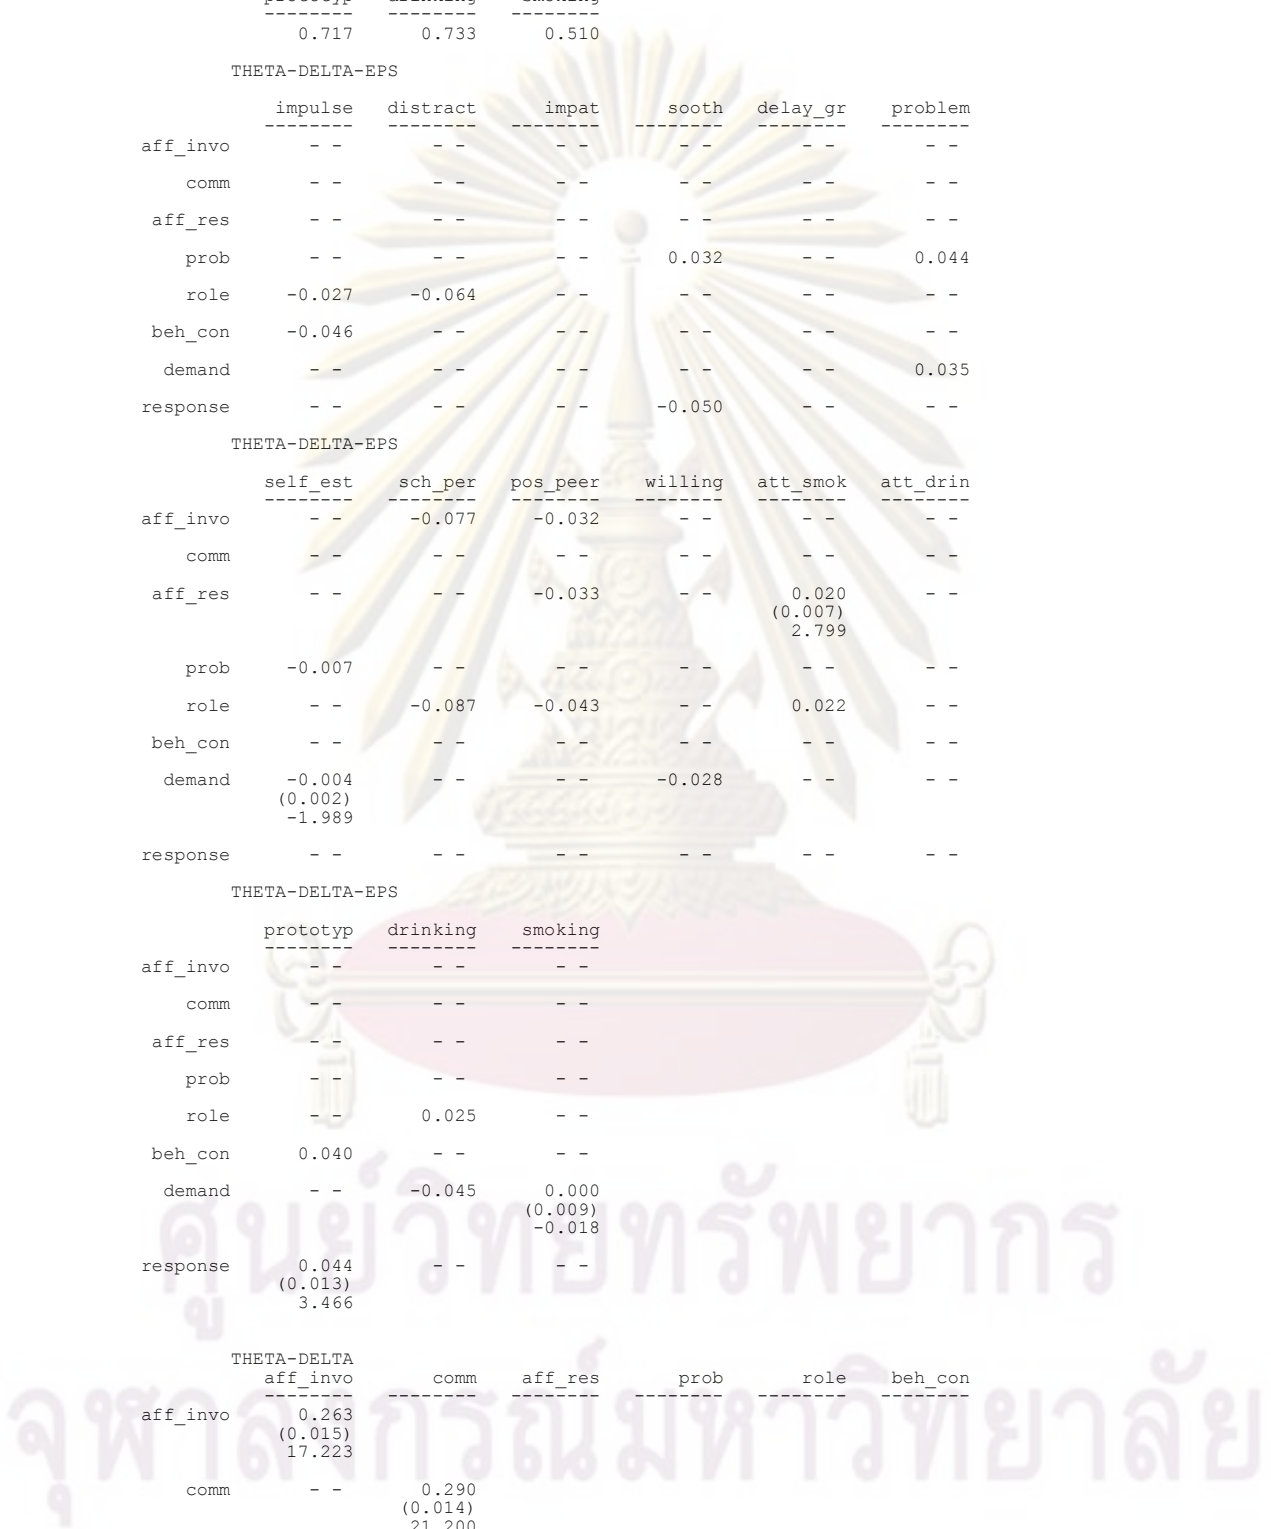 prototyp drinking smoking
-------- -------- --------
0.717 0.733 0.510
THETA-DELTA-EPS
impulse distract impat sooth delay_gr problem
-------- -------- -------- -------- -------- --------
aff_invo - - - - - - - - - - - -
comm - - - - - - - - - - - -
aff_res - - - - - - - - - - - -
prob - - - - - - 0.032 - - 0.044
role -0.027 -0.064 - - - - - - - -
beh_con -0.046 - - - - - - - - - -
demand - - - - - - - - - - 0.035
response - - - - - - -0.050 - - - -
THETA-DELTA-EPS
self_est sch_per pos_peer willing att_smok att_drin
-------- -------- -------- -------- -------- --------
aff_invo - - -0.077 -0.032 - - - - - -
comm - - - - - - - - - - - -
aff_res - - - - -0.033 - - 0.020 - -
(0.007)
2.799
prob -0.007 - - - - - - - - - -
role - - -0.087 -0.043 - - 0.022 - -
beh_con - - - - - - - - - - - -
demand -0.004 - - - - -0.028 - - - -
(0.002)
-1.989
response - - - - - - - - - - - -
THETA-DELTA-EPS
prototyp drinking smoking
-------- -------- --------
aff_invo - - - - - -
comm - - - - - -
aff_res - - - - - -
prob - - - - - -
role - - 0.025 - -
beh_con 0.040 - - - -
demand - - -0.045 0.000
(0.009)
-0.018
response 0.044 - - - -
(0.013)
3.466
THETA-DELTA
aff_invo comm aff_res prob role beh_con
-------- -------- -------- -------- -------- --------
aff_invo 0.263
(0.015)
17.223
comm - - 0.290
(0.014)
21.200
ศูนย์วิทยทรัพยากร
จุฬาลงกรณ์มหาวิทยาลัย